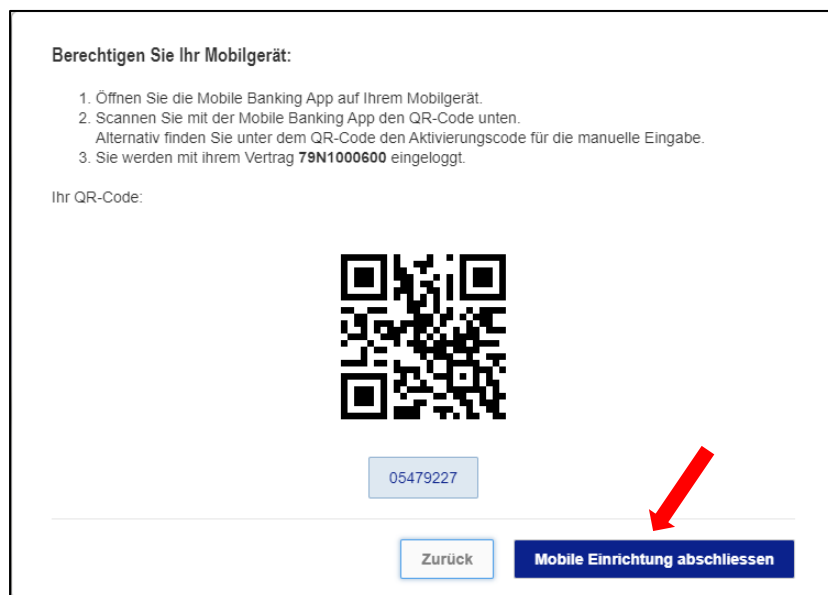 Berechtigen Sie Ihr Mobilgerät:
1. Öffnen Sie die Mobile Banking App auf Ihrem Mobilgerät.
2. Scannen Sie mit der Mobile Banking App den QR-Code unten.
Alternativ finden Sie unter dem QR-Code den Aktivierungscode für die manuelle Eingabe.
3. Sie werden mit ihrem Vertrag 79N1000600 eingeloggt.
Ihr QR-Code:
05479227
Zurück
Mobile Einrichtung abschliessen